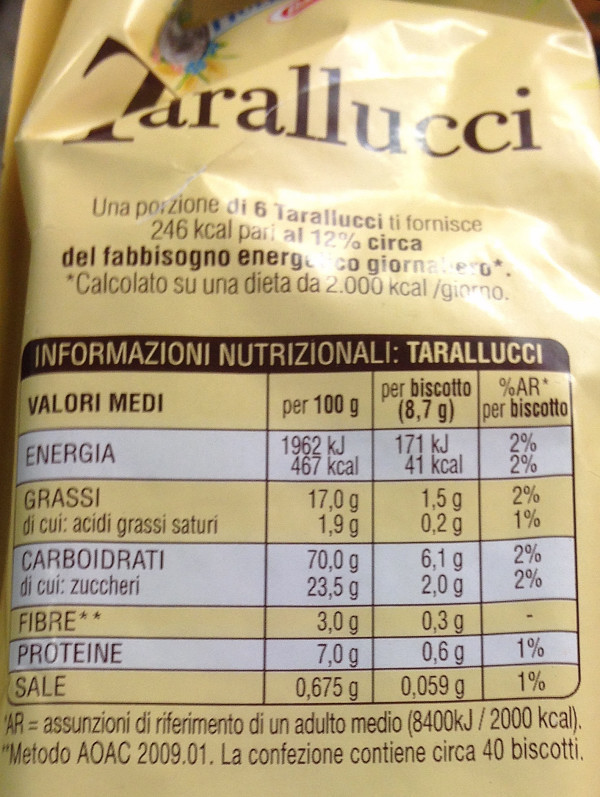 Tarallucci
Una porzione di 6 Tarallucci ti fornisce
246 kcal pari al 12% circa
del fabbisogno energetico giornaliero*.
*Calcolato su una dieta da 2.000 kcal /giorno.
INFORMAZIONI NUTRIZIONALI: TARALLUCCI
VALORI MEDI per 100 g per biscotto (8,7 g) %AR* per biscotto
ENERGIA 1962 kJ 171 kJ 2%
467 kcal 41 kcal 2%
GRASSI 17,0 g 1,5 g 2%
di cui: acidi grassi saturi 1,9 g 0,2 g 1%
CARBOIDRATI 70,0 g 6,1 g 2%
di cui: zuccheri 23,5 g 2,0 g 2%
FIBRE** 3,0 g 0,3 g -
PROTEINE 7,0 g 0,6 g 1%
SALE 0,675 g 0,059 g 1%
*AR = assunzioni di riferimento di un adulto medio (8400kJ / 2000 kcal).
**Metodo AOAC 2009.01. La confezione contiene circa 40 biscotti.